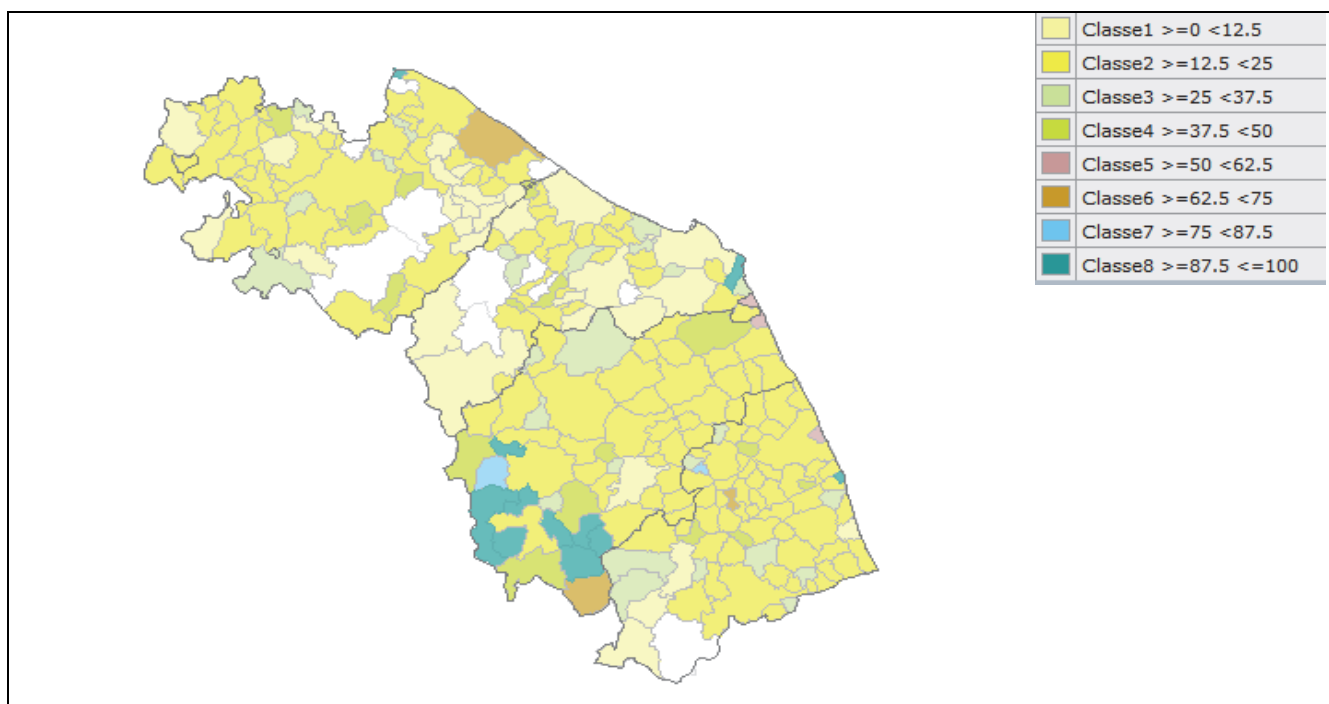 Classe1 >=0 <12.5
Classe2 >=12.5 <25
Classe3 >=25 <37.5
Classe4 >=37.5 <50
Classe5 >=50 <62.5
Classe6 >=62.5 <75
Classe7 >=75 <87.5
Classe8 >=87.5 <=100